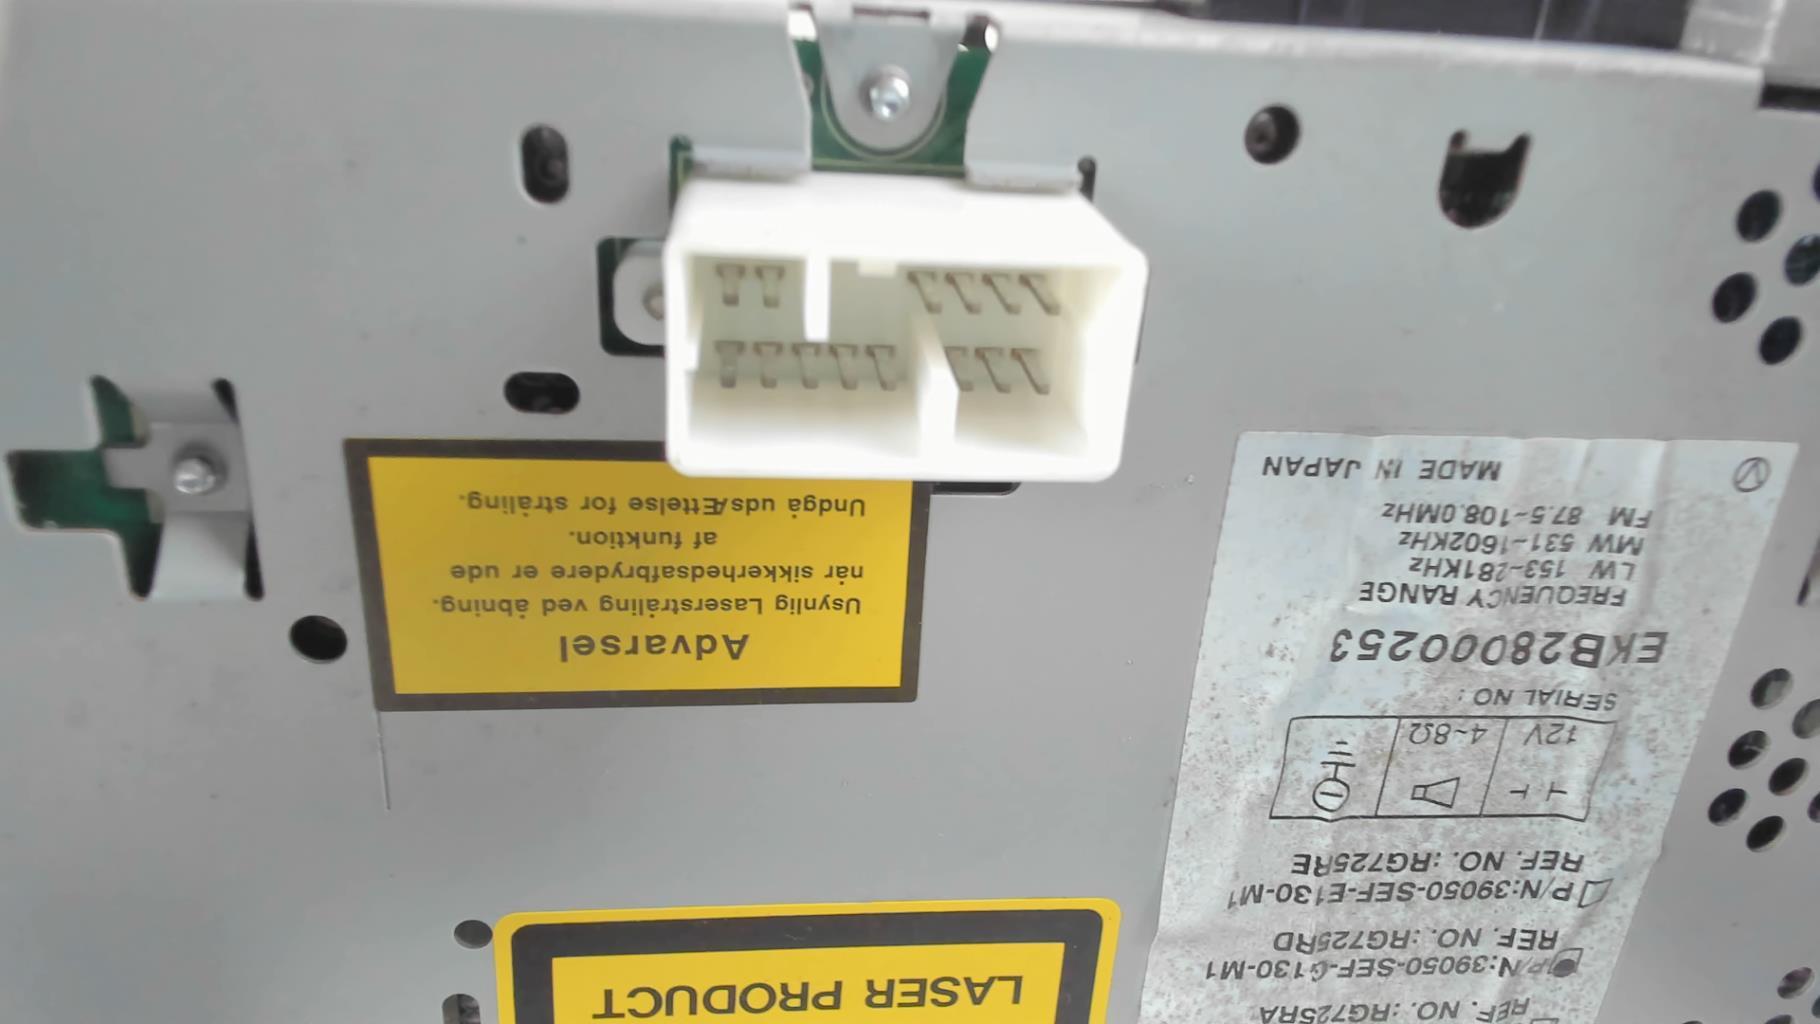 LASER PRODUCT
Advarsel
Usynlig Laserstråling ved åbning.
når sikkerhedsafbrydere er ude
af funktion.
Undgå udsÆttelse for stråling.
REF. NO. :RG725RA
P/N:39050-SEF-G130-M1
REF. NO. :RG725RD
P/N:39050-SEF-E130-M1
REF. NO. :RG725RE
12V 4~8Ω
SERIAL NO :
EKB28000253
FREQUENCY RANGE
LW 153~281KHz
MW 531~1602KHz
FM 87.5~108.0MHz
MADE IN JAPAN